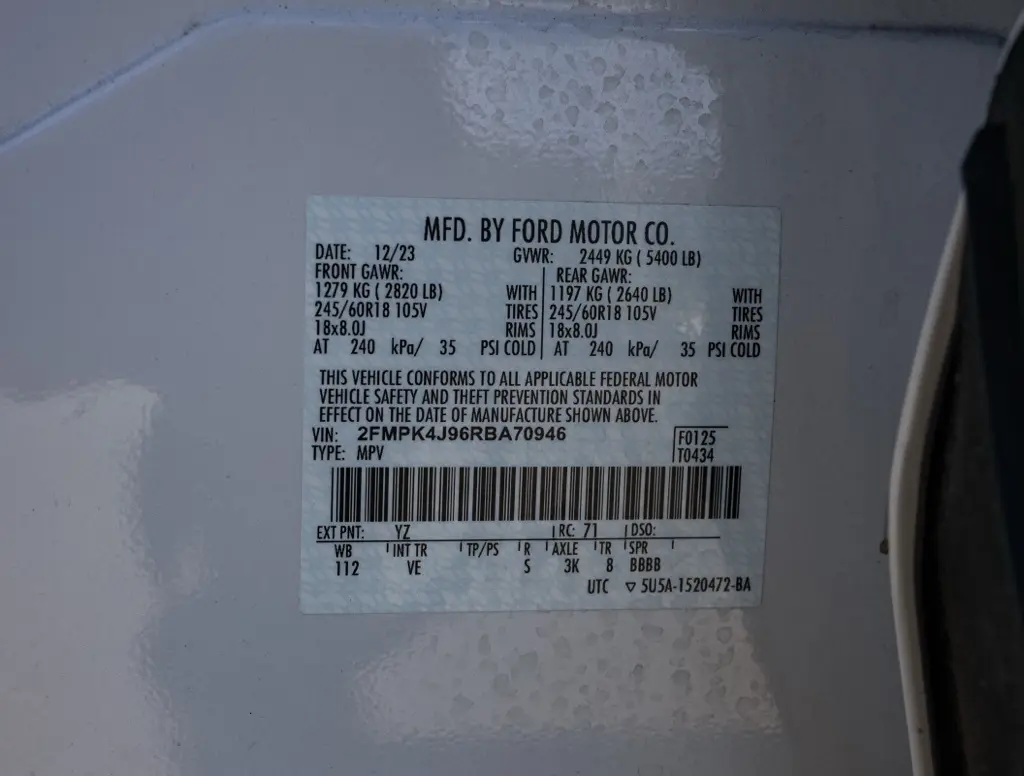 MFD. BY FORD MOTOR CO.
DATE: 12/23 GVWR: 2449 KG ( 5400 LB)
FRONT GAWR: REAR GAWR:
1279 KG ( 2820 LB) WITH 1197 KG ( 2640 LB) WITH
245/60R18 105V TIRES 245/60R18 105V TIRES
18x8.0J RIMS 18x8.0J RIMS
AT 240 kPa/ 35 PSI COLD AT 240 kPa/ 35 PSI COLD
THIS VEHICLE CONFORMS TO ALL APPLICABLE FEDERAL MOTOR
VEHICLE SAFETY AND THEFT PREVENTION STANDARDS IN
EFFECT ON THE DATE OF MANUFACTURE SHOWN ABOVE.
VIN: 2FMPK4J96RBA70946 F0125
TYPE: MPV T0434
EXT PNT: YZ RC: 71 DSO:
WB INT TR TP/PS R AXLE TR SPR
112 VE S 3K 8 BBBB
UTC ▽ 5U5A-1520472-BA